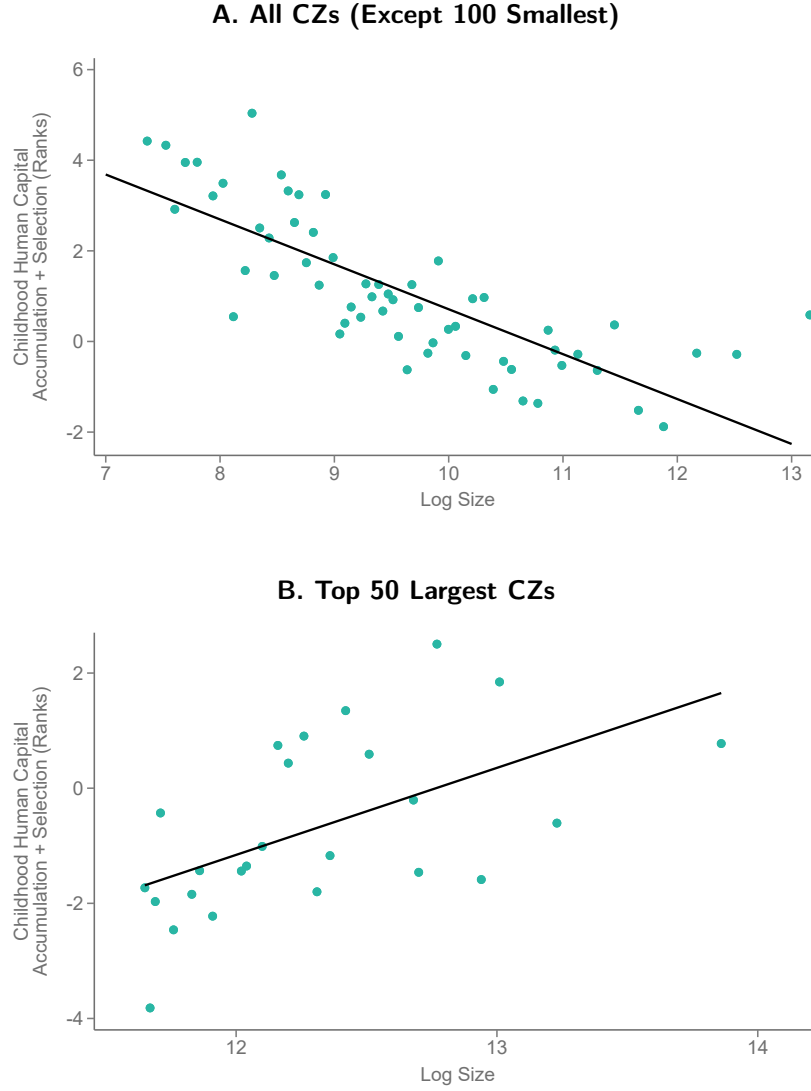 A. All CZs (Except 100 Smallest)
Childhood Human Capital
Accumulation + Selection (Ranks)
6
4
2
0
-2
7 8 9 10 11 12 13
Log Size
B. Top 50 Largest CZs
Childhood Human Capital
Accumulation + Selection (Ranks)
2
0
-2
-4
12 13 14
Log Size